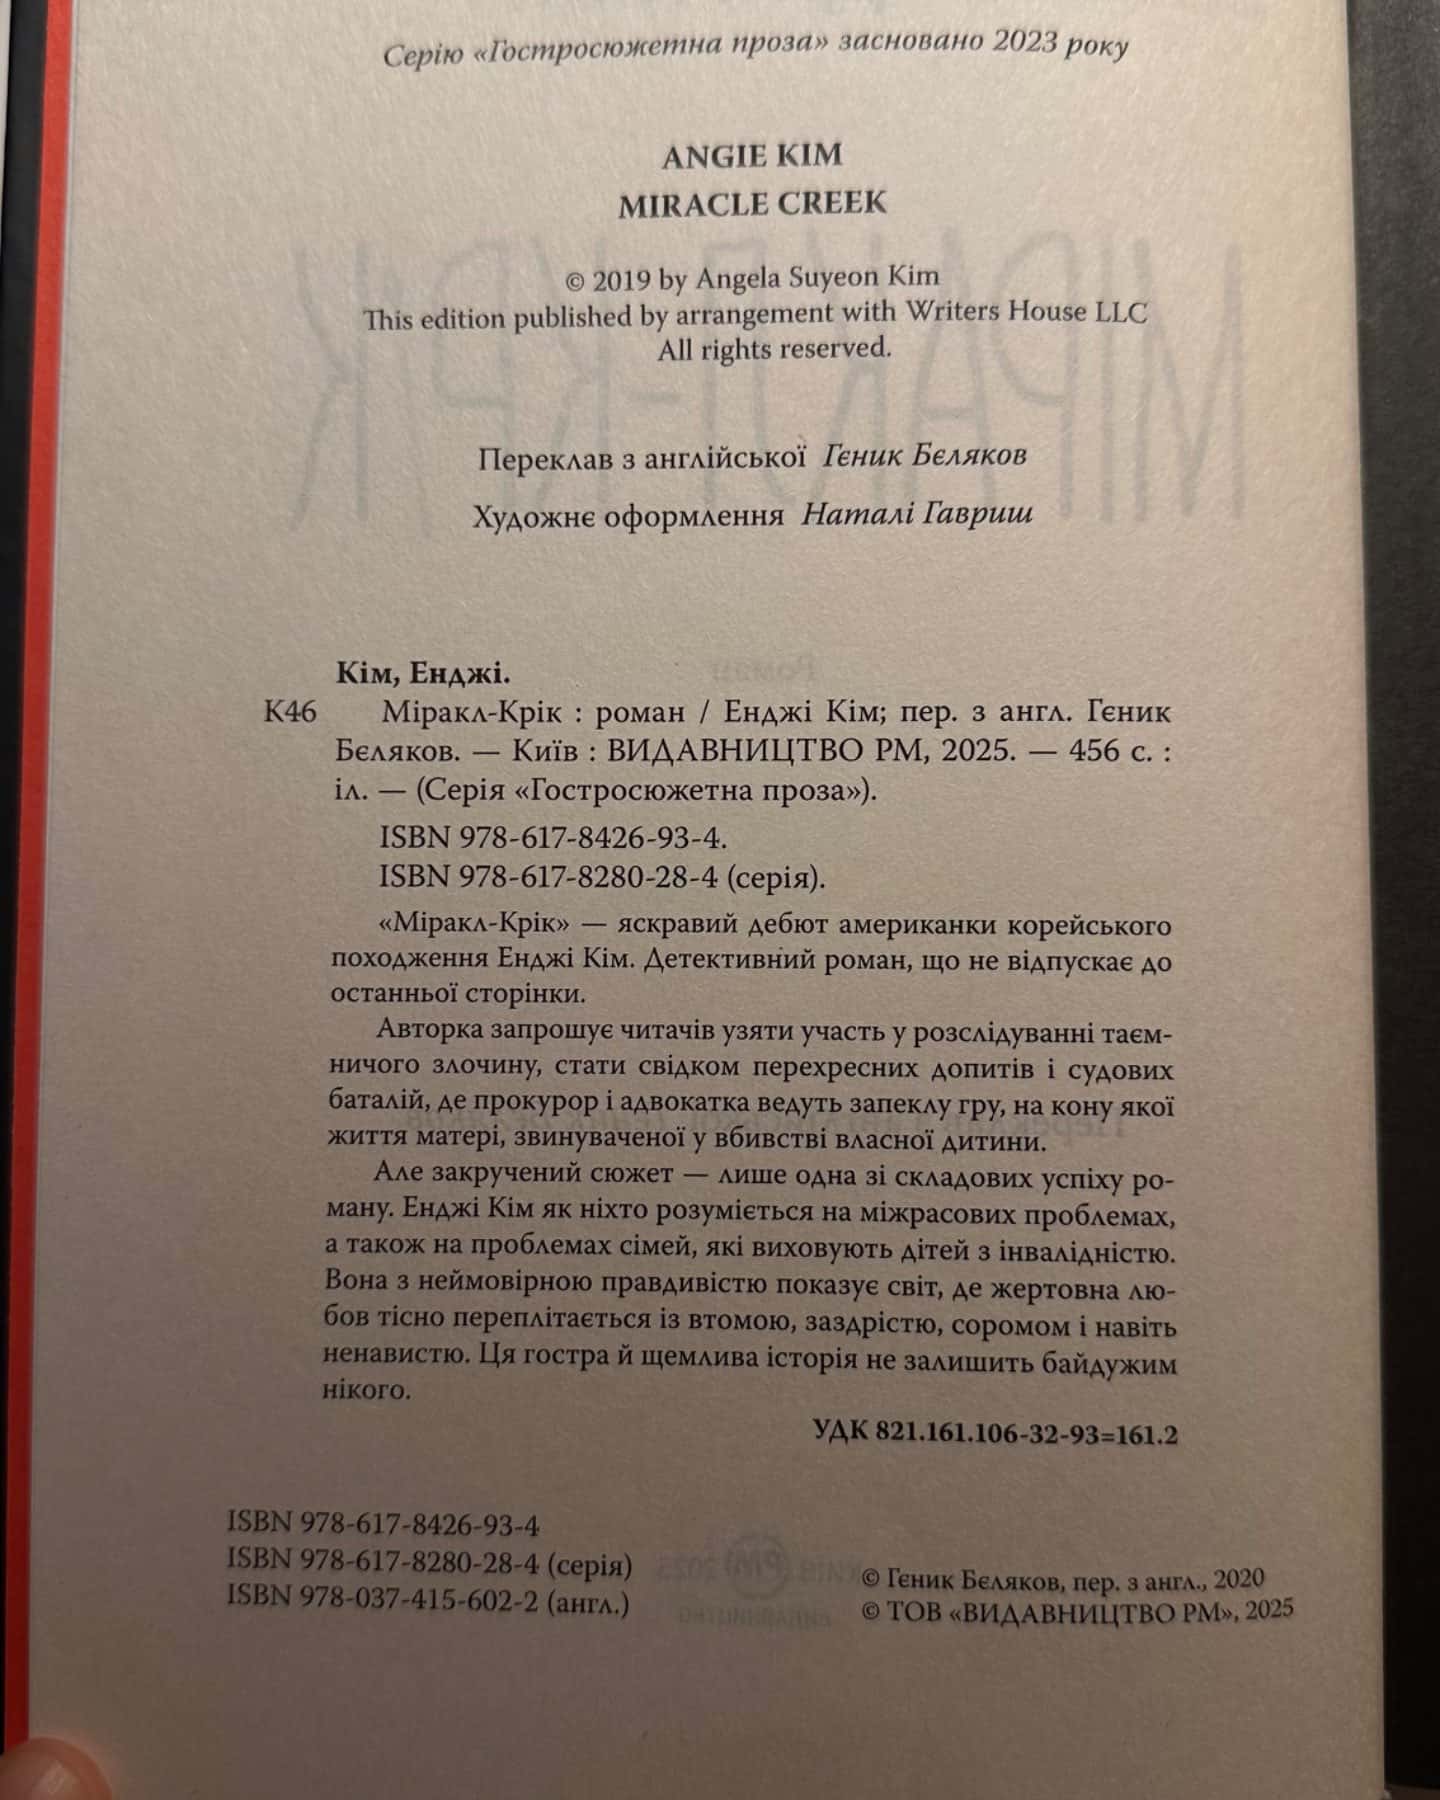 Серію «Гостросюжетна проза» засновано 2023 року
ANGIE KIM
MIRACLE CREEK
© 2019 by Angela Suyeon Kim
This edition published by arrangement with Writers House LLC
All rights reserved.
Переклав з англійської Ґєник Бєляков
Художнє оформлення Наталі Гавриш
Кім, Енджі.
К46 Міракл-Крік : роман / Енджі Кім; пер. з англ. Ґєник
Бєляков. — Київ : ВИДАВНИЦТВО РМ, 2025. — 456 с. :
іл. — (Серія «Гостросюжетна проза»).
ISBN 978-617-8426-93-4.
ISBN 978-617-8280-28-4 (серія).
«Міракл-Крік» — яскравий дебют американки корейського
походження Енджі Кім. Детективний роман, що не відпускає до
останньої сторінки.
Авторка запрошує читачів узяти участь у розслідуванні таєм-
ничого злочину, стати свідком перехресних допитів і судових
баталій, де прокурор і адвокатка ведуть запеклу гру, на кону якої
життя матері, звинуваченої у вбивстві власної дитини.
Але закручений сюжет — лише одна зі складових успіху ро-
ману. Енджі Кім як ніхто розуміється на міжрасових проблемах,
а також на проблемах сімей, які виховують дітей з інвалідністю.
Вона з неймовірною правдивістю показує світ, де жертовна лю-
бов тісно переплітається із втомою, заздрістю, соромом і навіть
ненавистю. Ця гостра й щемлива історія не залишить байдужим
нікого.
УДК 821.161.106-32-93=161.2
ISBN 978-617-8426-93-4
ISBN 978-617-8280-28-4 (серія)
ISBN 978-037-415-602-2 (англ.)
© Ґєник Бєляков, пер. з англ., 2020
© ТОВ «ВИДАВНИЦТВО РМ», 2025